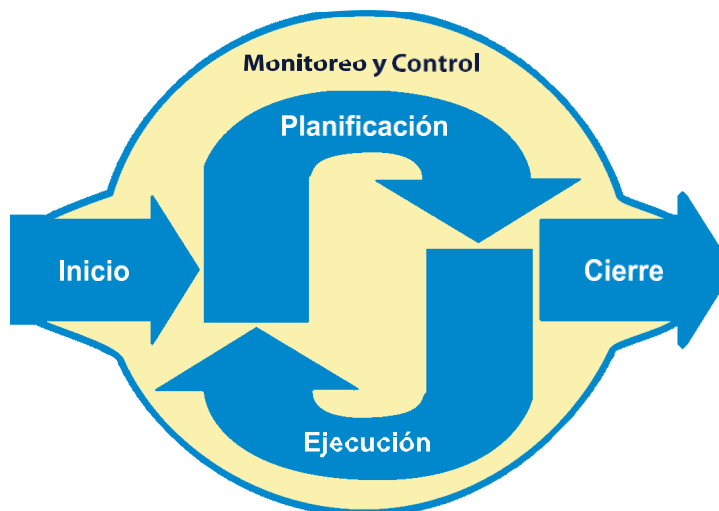 Monitoreo y Control
Planificación
Inicio
Cierre
Ejecución